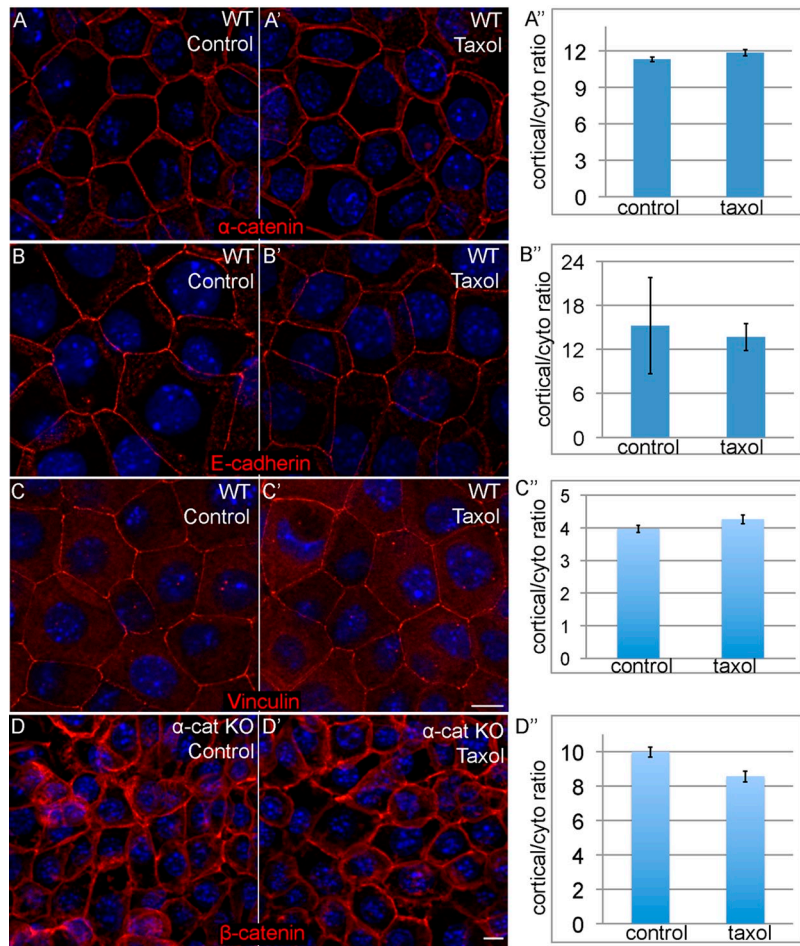 A
WT
Control
A'
WT
Taxol
α-catenin
A''
cortical/cyto ratio
12
9
6
3
0
control
taxol
B
WT
Control
B'
WT
Taxol
E-cadherin
B''
cortical/cyto ratio
24
18
12
6
0
control
taxol
C
WT
Control
C'
WT
Taxol
Vinculin
C''
cortical/cyto ratio
5
4
3
2
1
0
control
taxol
D
α-cat KO
Control
D'
α-cat KO
Taxol
β-catenin
D''
cortical/cyto ratio
10
8
6
4
2
0
control
taxol